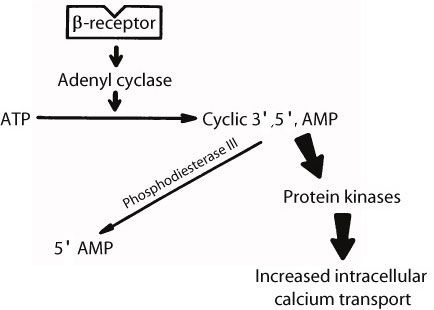 β-receptor
Adenyl cyclase
ATP
Cyclic 3',5', AMP
Phosphodiesterase III
Protein kinases
5' AMP
Increased intracellular
calcium transport